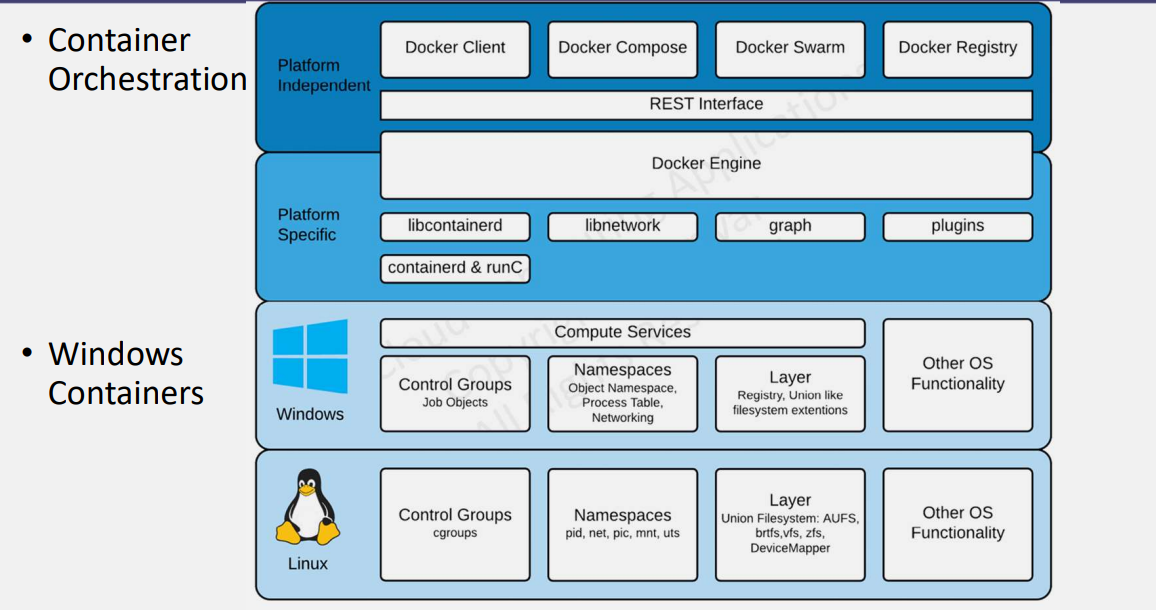 • Container
Orchestration
Platform
Independent
Docker Client
Docker Compose
Docker Swarm
Docker Registry
REST Interface
Docker Engine
Platform
Specific
libcontainerd
libnetwork
graph
plugins
containerd & runC
• Windows
Containers
Windows
Compute Services
Control Groups
Job Objects
Namespaces
Object Namespace,
Process Table,
Networking
Layer
Registry, Union like
filesystem extentions
Other OS
Functionality
Linux
Control Groups
cgroups
Namespaces
pid, net, pic, mnt, uts
Layer
Union Filesystem: AUFS,
brtfs,vfs, zfs,
DeviceMapper
Other OS
Functionality